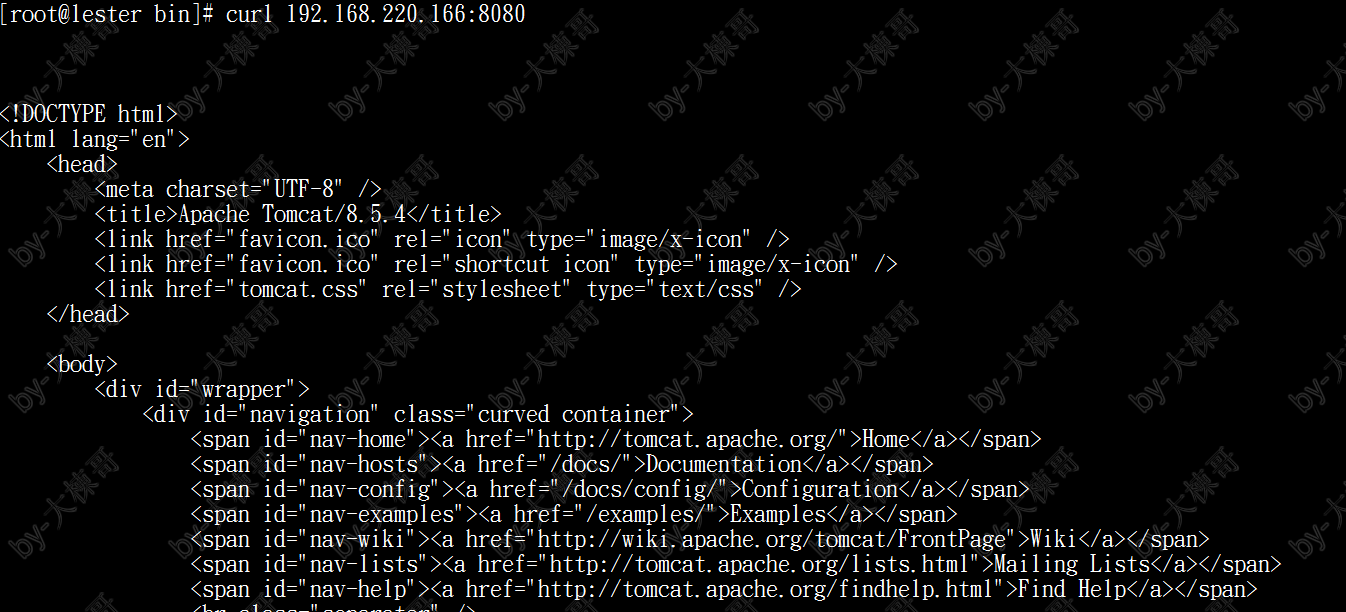 [root@lester bin]# curl 192.168.220.166:8080
<!DOCTYPE html>
<html lang="en">
    <head>
        <meta charset="UTF-8" />
        <title>Apache Tomcat/8.5.4</title>
        <link href="favicon.ico" rel="icon" type="image/x-icon" />
        <link href="favicon.ico" rel="shortcut icon" type="image/x-icon" />
        <link href="tomcat.css" rel="stylesheet" type="text/css" />
    </head>
    <body>
        <div id="wrapper">
            <div id="navigation" class="curved container">
                <span id="nav-home"><a href="http://tomcat.apache.org/">Home</a></span>
                <span id="nav-hosts"><a href="/docs/">Documentation</a></span>
                <span id="nav-config"><a href="/docs/config/">Configuration</a></span>
                <span id="nav-examples"><a href="/examples/">Examples</a></span>
                <span id="nav-wiki"><a href="http://wiki.apache.org/tomcat/FrontPage">Wiki</a></span>
                <span id="nav-lists"><a href="http://tomcat.apache.org/lists.html">Mailing Lists</a></span>
                <span id="nav-help"><a href="http://tomcat.apache.org/findhelp.html">Find Help</a></span>
                <br class="separator" />
by-大棟哥